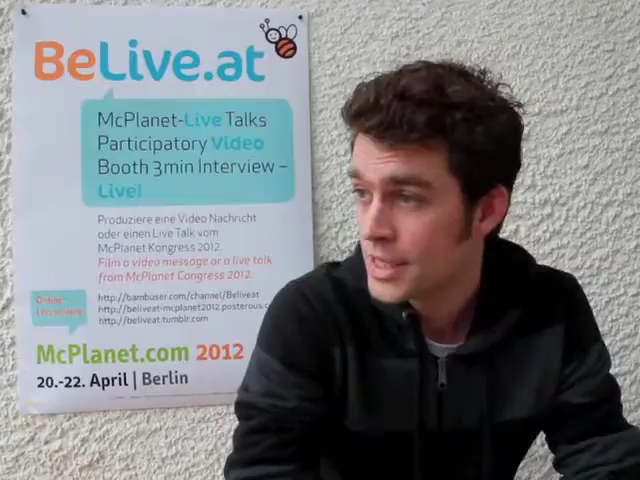 BeLive.at
McPlanet-Live Talks
Participatory Video
Booth 3min Interview –
Live!
Produziere eine Video Nachricht
oder einen Live Talk vom
McPlanet Kongress 2012.
Film a video message or a live talk
from McPlanet Congress 2012.
http://bambuser.com/channel/Beliveat
http://beliveat-mcplanet2012.posterous.c
http://beliveat.tumblr.com
McPlanet.com 2012
20.-22. April | Berlin